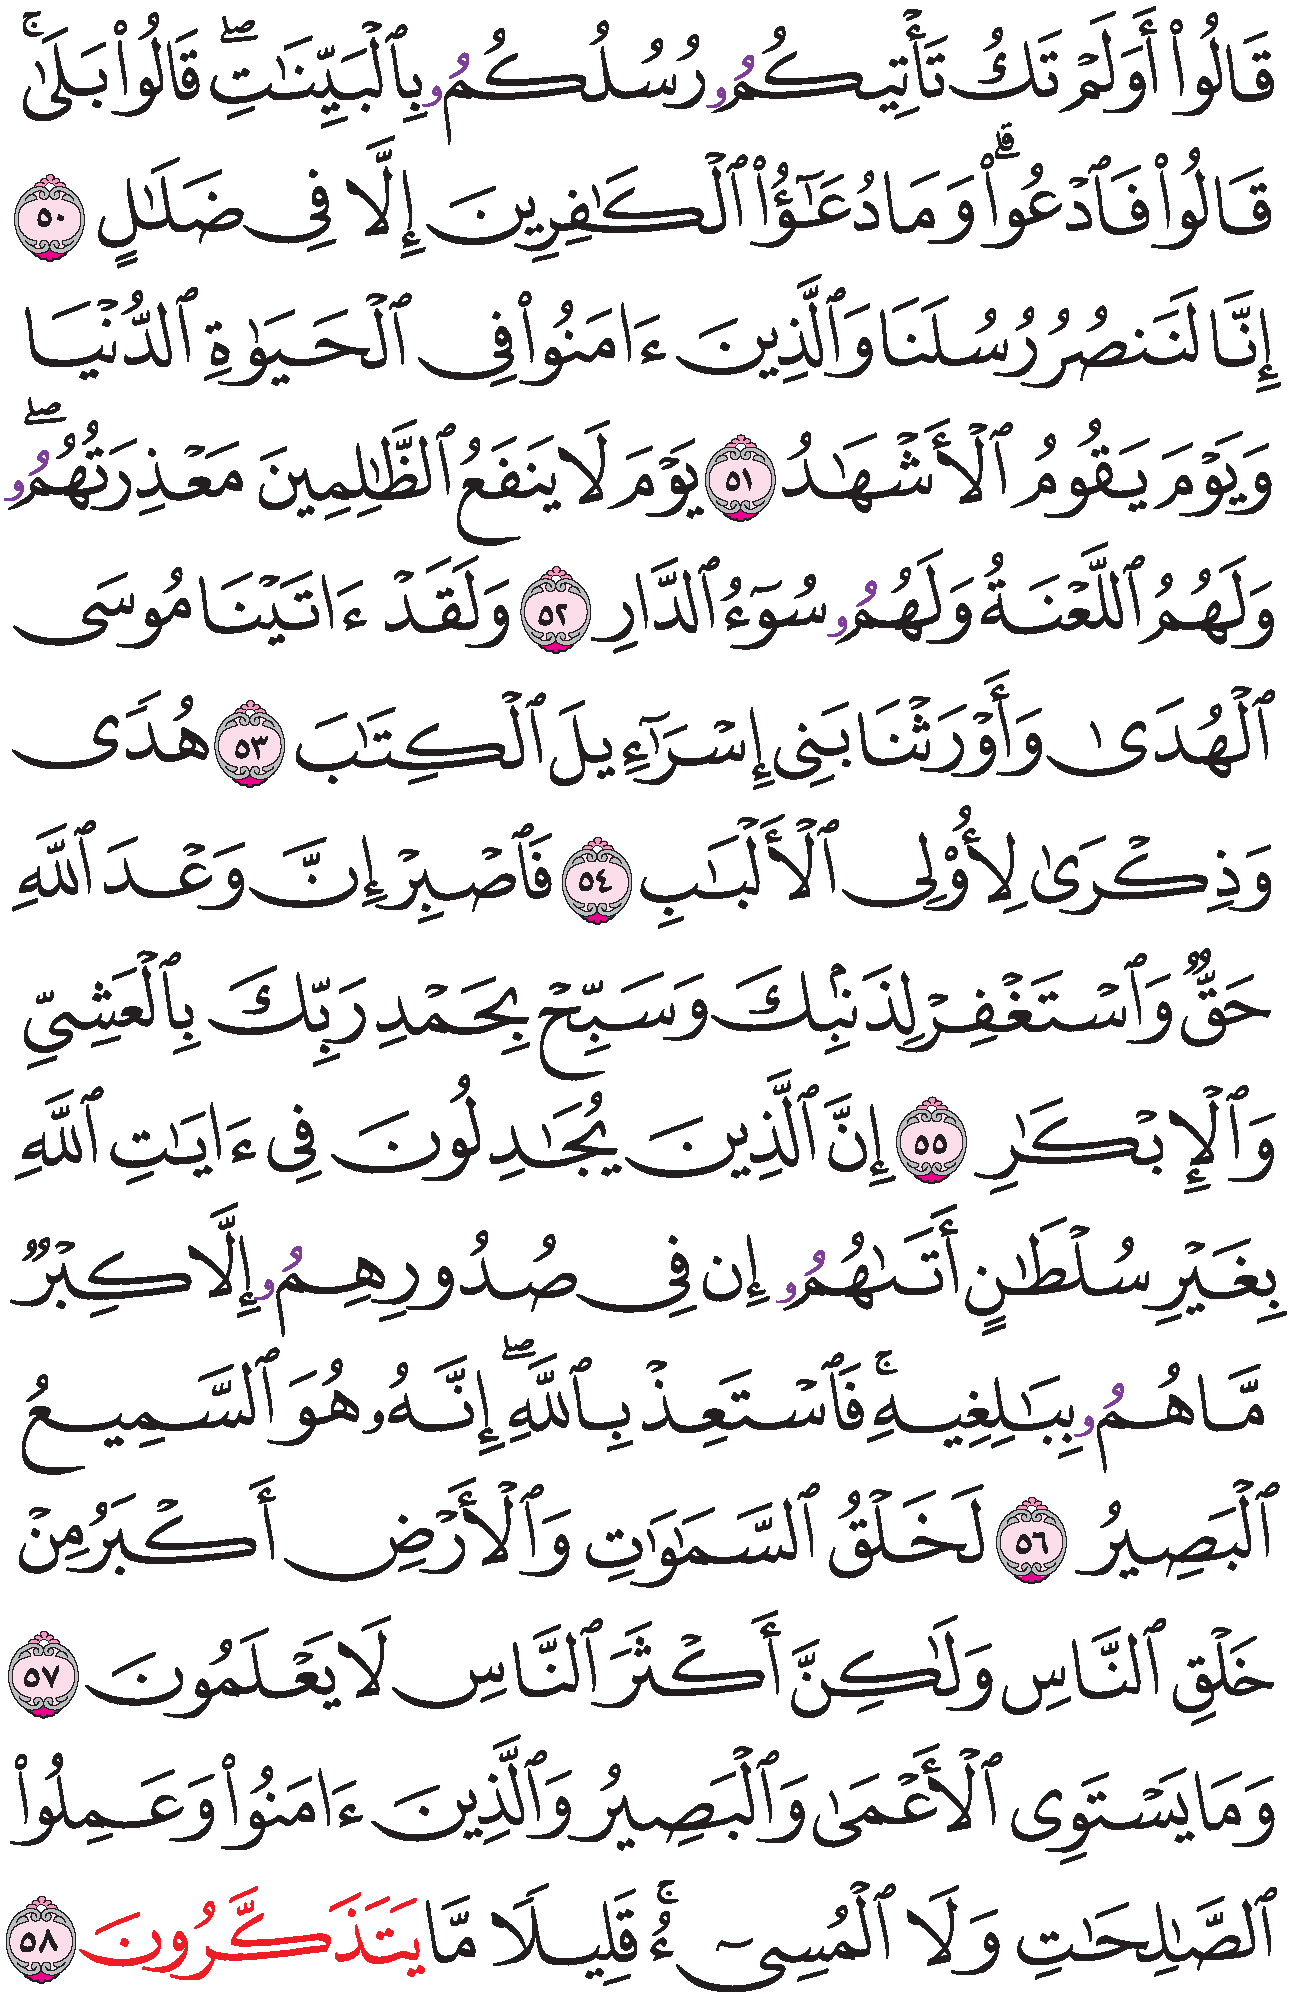 قَالُوٓا۟ أَوَلَمْ تَكُ تَأْتِيكُمُۥ رُسُلُكُمُۥ بِٱلْبَيِّنَٰتِ ۖ قَالُوا۟ بَلَىٰ ۚ
قَالُوا۟ فَٱدْعُوا۟ ۗ وَمَا دُعَٰٓؤُا۟ ٱلْكَٰفِرِينَ إِلَّا فِى ضَلَٰلٍ ٥٠
إِنَّا لَنَنصُرُ رُسُلَنَا وَٱلَّذِينَ ءَامَنُوا۟ فِى ٱلْحَيَوٰةِ ٱلدُّنْيَا
وَيَوْمَ يَقُومُ ٱلْأَشْهَٰدُ ٥١ يَوْمَ لَا يَنفَعُ ٱلظَّٰلِمِينَ مَعْذِرَتُهُمُۥ ۖ
وَلَهُمُ ٱللَّعْنَةُ وَلَهُمُۥ سُوٓءُ ٱلدَّارِ ٥٢ وَلَقَدْ ءَاتَيْنَا مُوسَى
ٱلْهُدَىٰ وَأَوْرَثْنَا بَنِى إِسْرَٰٓءِيلَ ٱلْكِتَٰبَ ٥٣ هُدًى
وَذِكْرَىٰ لِأُو۟لِى ٱلْأَلْبَٰبِ ٥٤ فَٱصْبِرْ إِنَّ وَعْدَ ٱللَّهِ
حَقٌّ وَٱسْتَغْفِرْ لِذَنۢبِكَ وَسَبِّحْ بِحَمْدِ رَبِّكَ بِٱلْعَشِىِّ
وَٱلْإِبْكَٰرِ ٥٥ إِنَّ ٱلَّذِينَ يُجَٰدِلُونَ فِى ءَايَٰتِ ٱللَّهِ
بِغَيْرِ سُلْطَٰنٍ أَتَىٰهُمُۥ إِن فِى صُدُورِهِمُۥ إِلَّا كِبْرٌ
مَّا هُمُۥ بِبَٰلِغِيهِ ۚ فَٱسْتَعِذْ بِٱللَّهِ ۖ إِنَّهُۥ هُوَ ٱلسَّمِيعُ
ٱلْبَصِيرُ ٥٦ لَخَلْقُ ٱلسَّمَٰوَٰتِ وَٱلْأَرْضِ أَكْبَرُ مِنْ
خَلْقِ ٱلنَّاسِ وَلَٰكِنَّ أَكْثَرَ ٱلنَّاسِ لَا يَعْلَمُونَ ٥٧
وَمَا يَسْتَوِى ٱلْأَعْمَىٰ وَٱلْبَصِيرُ وَٱلَّذِينَ ءَامَنُوا۟ وَعَمِلُوا۟
ٱلصَّٰلِحَٰتِ وَلَا ٱلْمُسِىٓءُ ۚ قَلِيلًا مَّا يَتَذَكَّرُونَ ٥٨